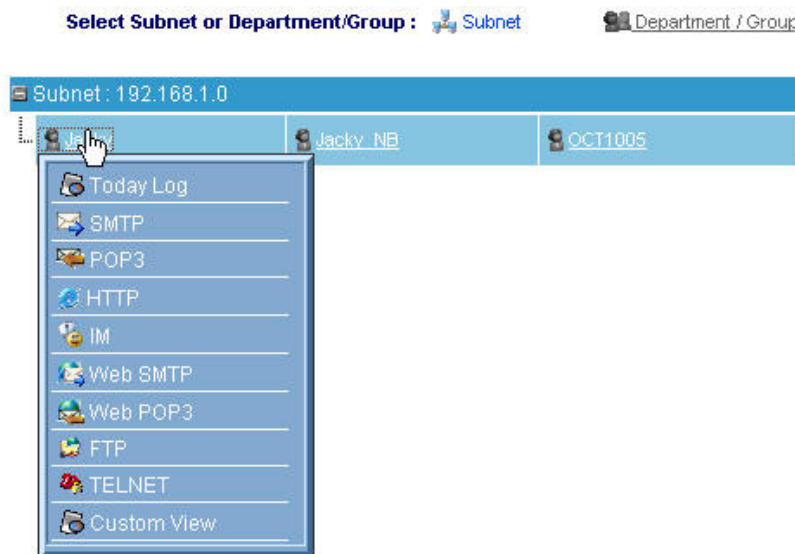 Select Subnet or Department/Group : Subnet Department / Group
Subnet : 192.168.1.0
Jacky_NB OCT1005
Today Log
SMTP
POP3
HTTP
IM
Web SMTP
Web POP3
FTP
TELNET
Custom View